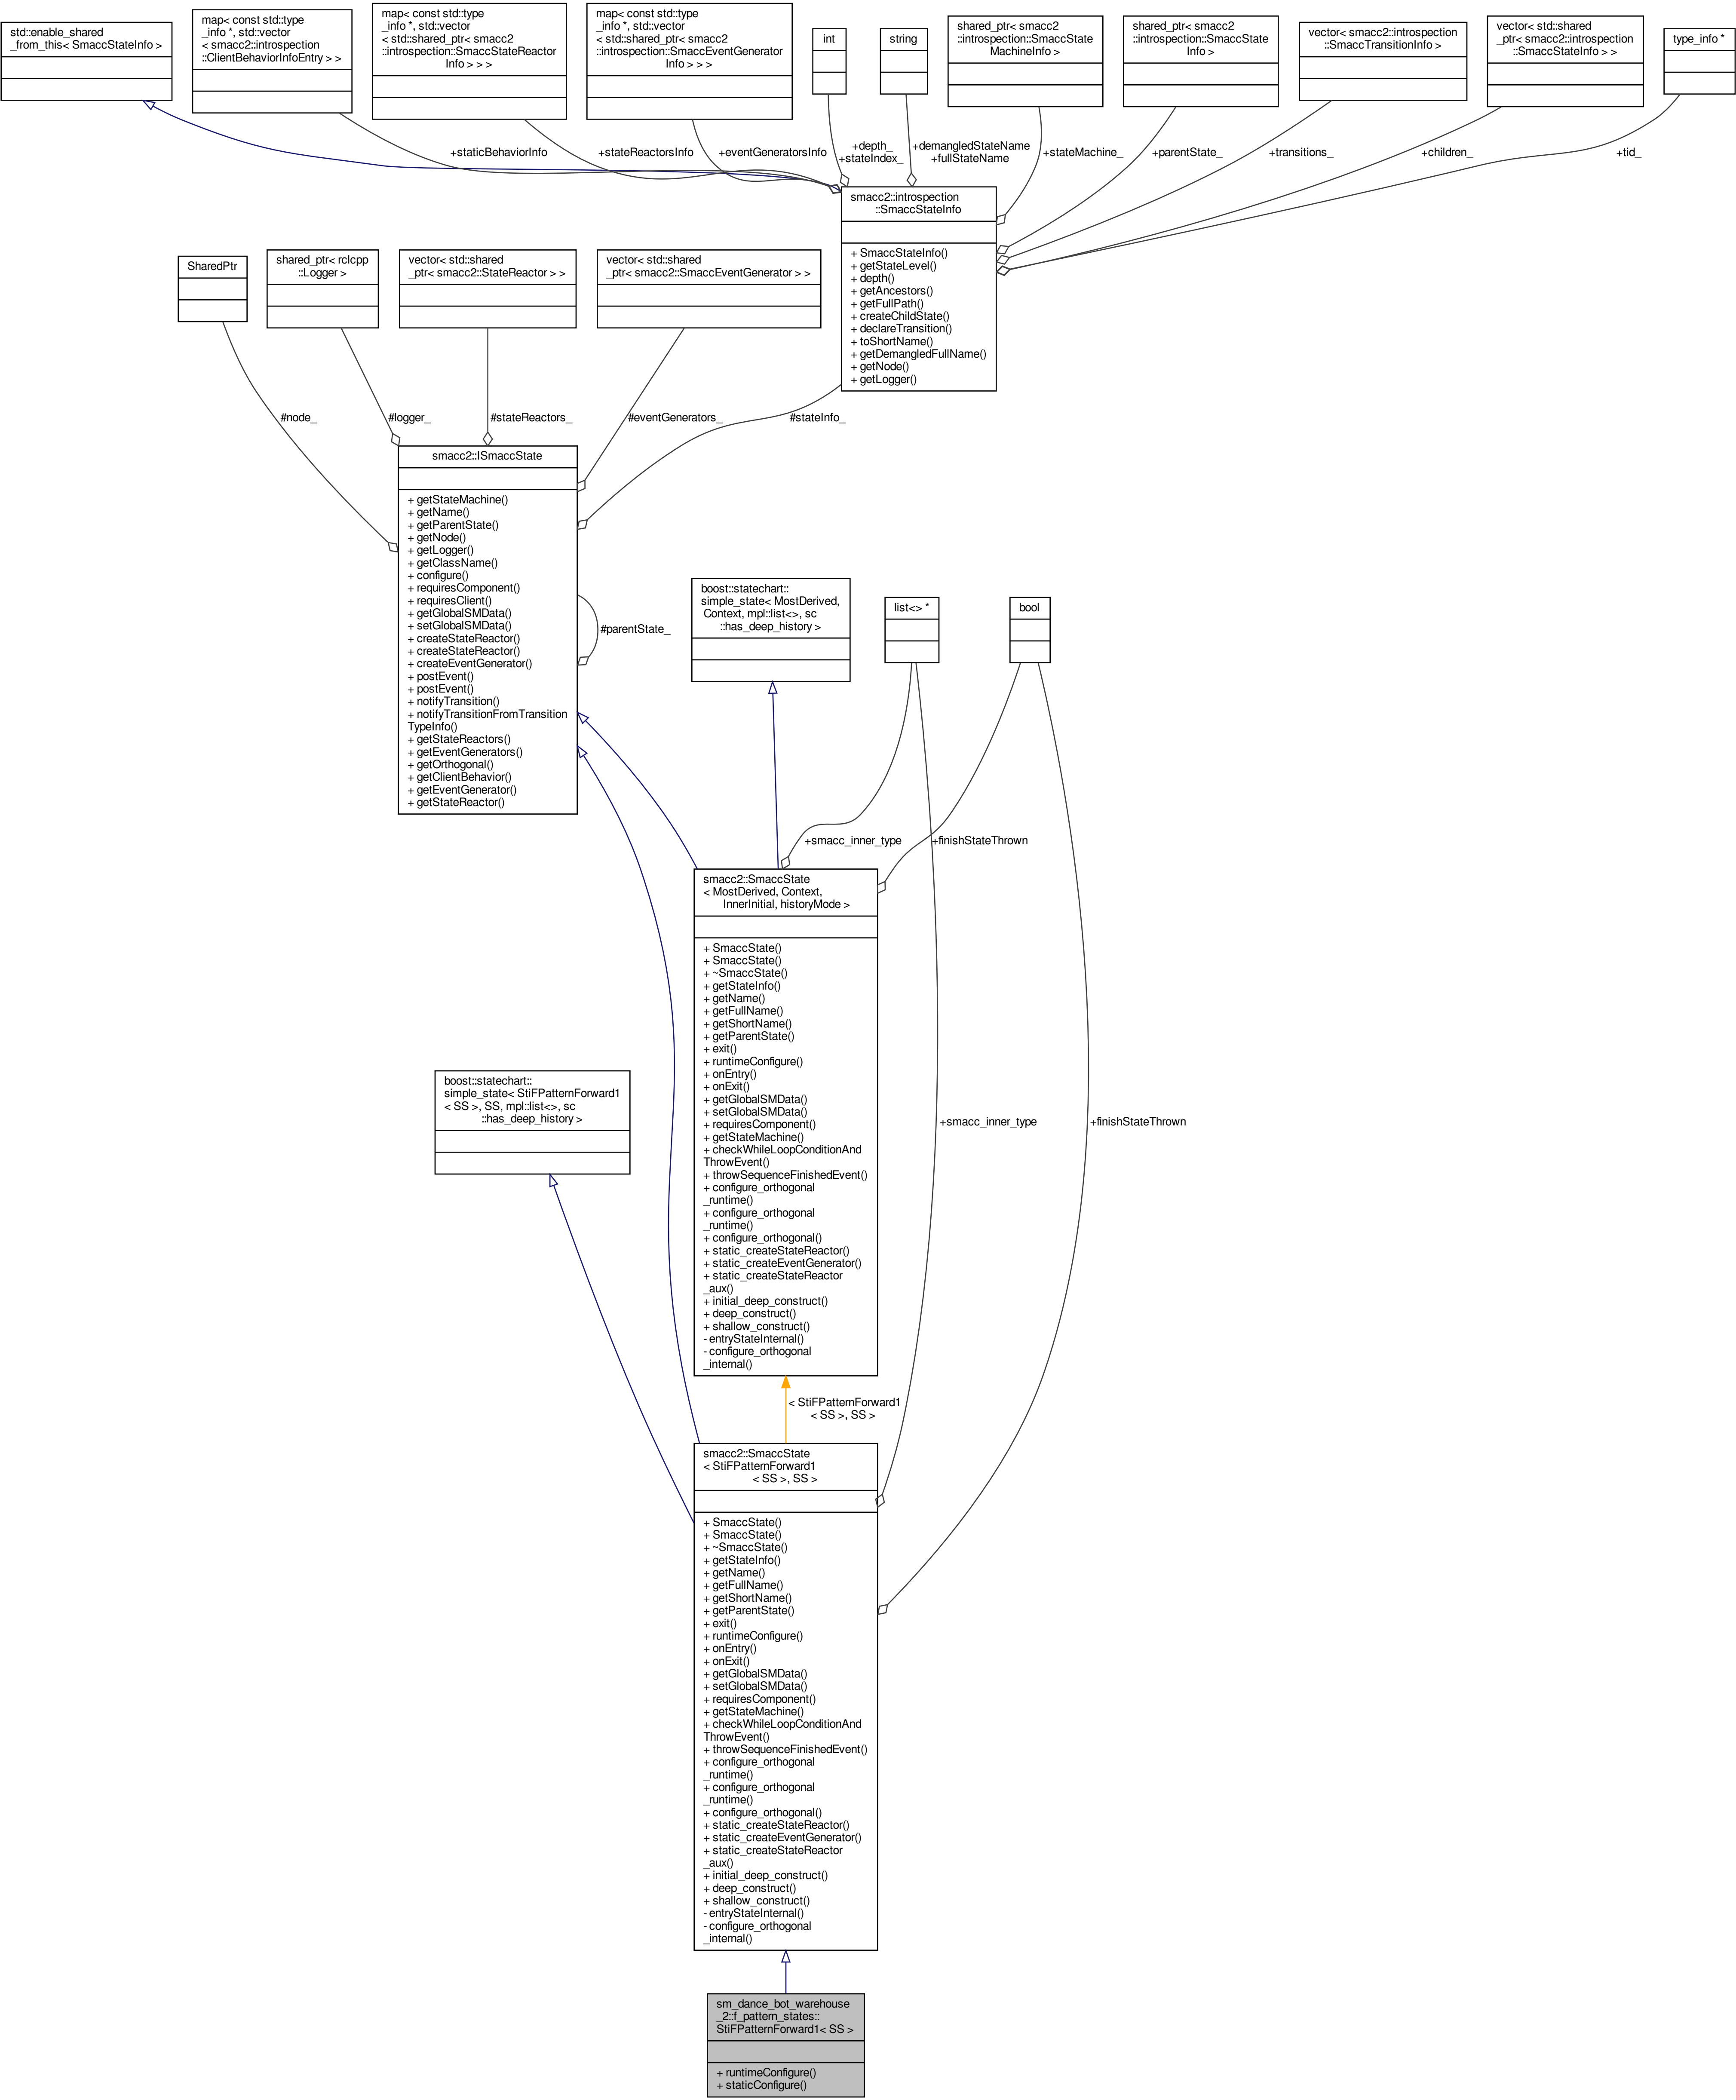 std::enable_shared
_from_this< SmaccStateInfo >
map< const std::type
_info *, std::vector
< smacc2::introspection
::ClientBehaviorInfoEntry > >
map< const std::type
_info *, std::vector
< std::shared_ptr< smacc2
::introspection::SmaccStateReactor
Info > > >
map< const std::type
_info *, std::vector
< std::shared_ptr< smacc2
::introspection::SmaccEventGenerator
Info > > >
int
string
shared_ptr< smacc2
::introspection::SmaccState
MachineInfo >
shared_ptr< smacc2
::introspection::SmaccState
Info >
vector< smacc2::introspection
::SmaccTransitionInfo >
vector< std::shared
_ptr< smacc2::introspection
::SmaccStateInfo > >
type_info *
+staticBehaviorInfo
+stateReactorsInfo
+eventGeneratorsInfo
+depth_
+stateIndex_
+demangledStateName
+fullStateName
+stateMachine_
+parentState_
+transitions_
+children_
+tid_
smacc2::introspection
::SmaccStateInfo
+ SmaccStateInfo()
+ getStateLevel()
+ depth()
+ getAncestors()
+ getFullPath()
+ createChildState()
+ declareTransition()
+ toShortName()
+ getDemangledFullName()
+ getNode()
+ getLogger()
SharedPtr
shared_ptr< rclcpp
::Logger >
vector< std::shared
_ptr< smacc2::StateReactor > >
vector< std::shared
_ptr< smacc2::SmaccEventGenerator > >
#node_
#logger_
#stateReactors_
#eventGenerators_
#stateInfo_
smacc2::ISmaccState
+ getStateMachine()
+ getName()
+ getParentState()
+ getNode()
+ getLogger()
+ getClassName()
+ configure()
+ requiresComponent()
+ requiresClient()
+ getGlobalSMData()
+ setGlobalSMData()
+ createStateReactor()
+ createStateReactor()
+ createEventGenerator()
+ postEvent()
+ postEvent()
+ notifyTransition()
+ notifyTransitionFromTransition
TypeInfo()
+ getStateReactors()
+ getEventGenerators()
+ getOrthogonal()
+ getClientBehavior()
+ getEventGenerator()
+ getStateReactor()
#parentState_
boost::statechart::
simple_state< MostDerived,
Context, mpl::list<>, sc
::has_deep_history >
list<> *
bool
+smacc_inner_type
+finishStateThrown
smacc2::SmaccState
< MostDerived, Context,
InnerInitial, historyMode >
+ SmaccState()
+ SmaccState()
+ ~SmaccState()
+ getStateInfo()
+ getName()
+ getFullName()
+ getShortName()
+ getParentState()
+ exit()
+ runtimeConfigure()
+ onEntry()
+ onExit()
+ getGlobalSMData()
+ setGlobalSMData()
+ requiresComponent()
+ getStateMachine()
+ checkWhileLoopConditionAnd
ThrowEvent()
+ throwSequenceFinishedEvent()
+ configure_orthogonal
_runtime()
+ configure_orthogonal
_runtime()
+ configure_orthogonal()
+ static_createStateReactor()
+ static_createEventGenerator()
+ static_createStateReactor
_aux()
+ initial_deep_construct()
+ deep_construct()
+ shallow_construct()
- entryStateInternal()
- configure_orthogonal
_internal()
boost::statechart::
simple_state< StiFPatternForward1
< SS >, SS, mpl::list<>, sc
::has_deep_history >
+smacc_inner_type
+finishStateThrown
< StiFPatternForward1
< SS >, SS >
smacc2::SmaccState
< StiFPatternForward1
< SS >, SS >
+ SmaccState()
+ SmaccState()
+ ~SmaccState()
+ getStateInfo()
+ getName()
+ getFullName()
+ getShortName()
+ getParentState()
+ exit()
+ runtimeConfigure()
+ onEntry()
+ onExit()
+ getGlobalSMData()
+ setGlobalSMData()
+ requiresComponent()
+ getStateMachine()
+ checkWhileLoopConditionAnd
ThrowEvent()
+ throwSequenceFinishedEvent()
+ configure_orthogonal
_runtime()
+ configure_orthogonal
_runtime()
+ configure_orthogonal()
+ static_createStateReactor()
+ static_createEventGenerator()
+ static_createStateReactor
_aux()
+ initial_deep_construct()
+ deep_construct()
+ shallow_construct()
- entryStateInternal()
- configure_orthogonal
_internal()
sm_dance_bot_warehouse
_2::f_pattern_states::
StiFPatternForward1< SS >
+ runtimeConfigure()
+ staticConfigure()